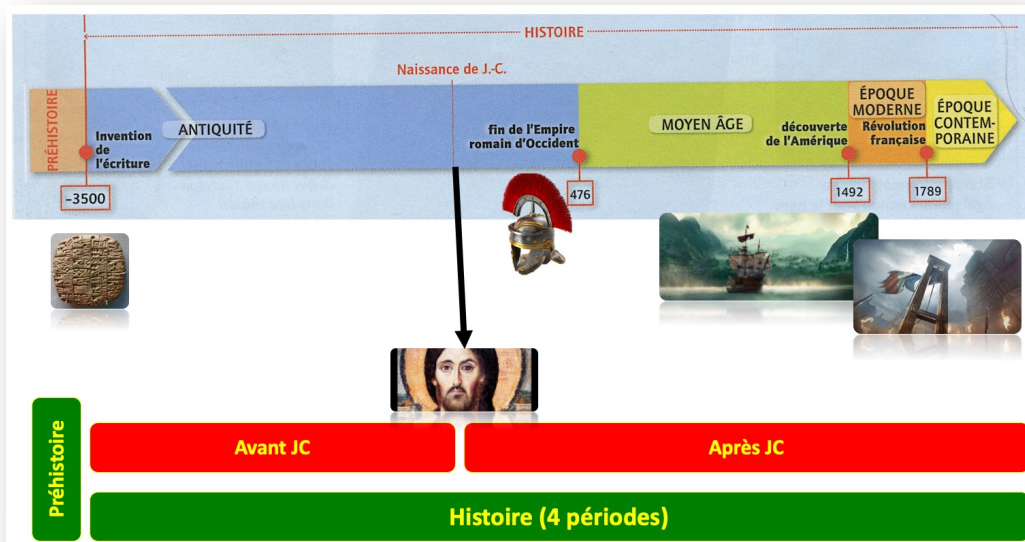 HISTOIRE
Naissance de J.-C.
PRÉHISTOIRE
Invention
de
l'écriture
ANTIQUITÉ
fin de l'Empire
romain d'Occident
MOYEN ÂGE
découverte
de l'Amérique
ÉPOQUE
MODERNE
Révolution
française
ÉPOQUE
CONTEM-
PORAINE
-3500
476
1492
1789
Préhistoire
Avant JC
Après JC
Histoire (4 périodes)